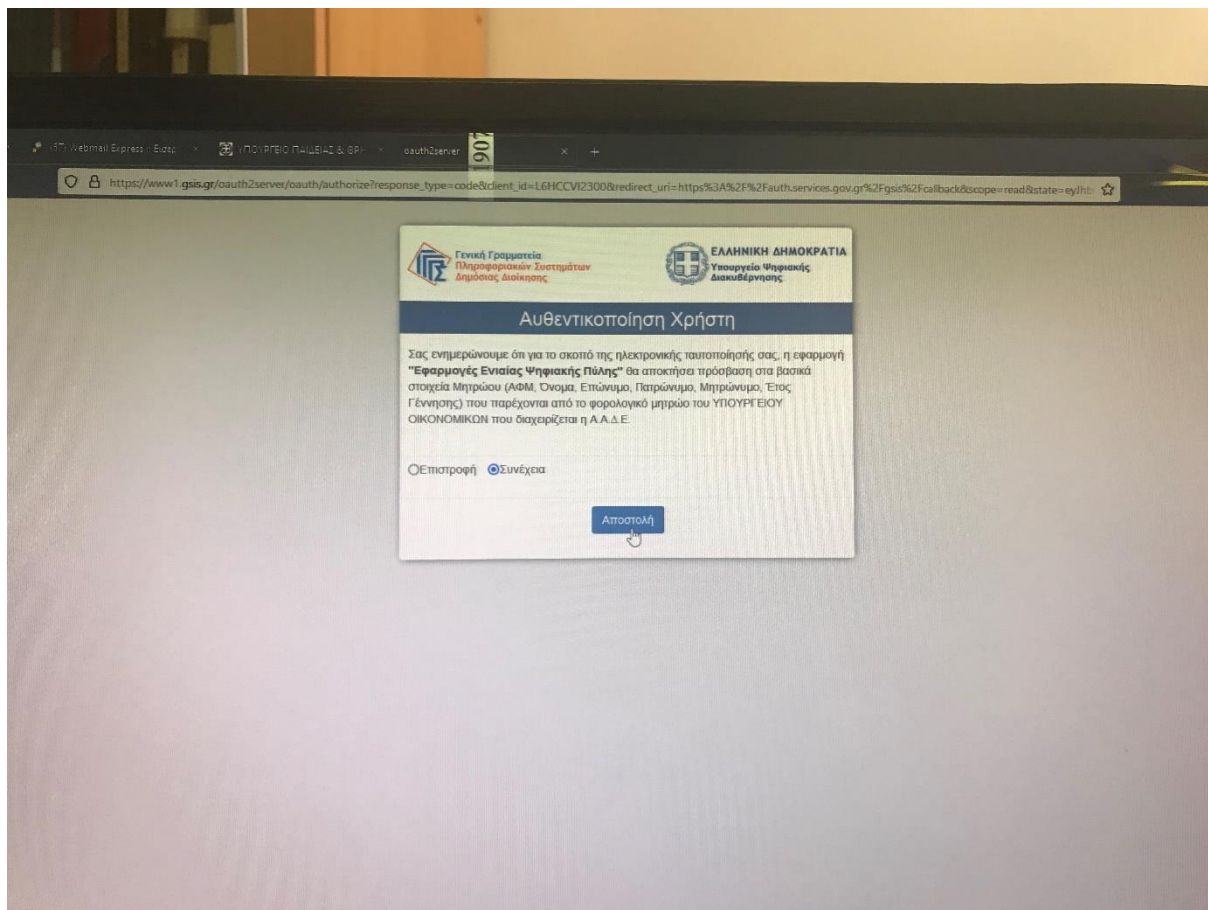 Webmail Express :: Εισερ
ΥΠΟΥΡΓΕΙΟ ΠΑΙΔΕΙΑΣ & ΘΡΗ
oauth2server
907
https://www1.gsis.gr/oauth2server/oauth/authorize?response_type=code&client_id=L6HCCVI2300&redirect_uri=https%3A%2F%2Fauth.services.gov.gr%2Fgsis%2Fcallback&scope=read&state=eyJhb
Γενική Γραμματεία
Πληροφοριακών Συστημάτων
Δημόσιας Διοίκησης
ΓΓΠΣ
ΕΛΛΗΝΙΚΗ ΔΗΜΟΚΡΑΤΙΑ
Υπουργείο Ψηφιακής
Διακυβέρνησης
Αυθεντικοποίηση Χρήστη
Σας ενημερώνουμε ότι για το σκοπό της ηλεκτρονικής ταυτοποίησής σας, η εφαρμογή
"Εφαρμογές Ενιαίας Ψηφιακής Πύλης" θα αποκτήσει πρόσβαση στα βασικά
στοιχεία Μητρώου (ΑΦΜ, Όνομα, Επώνυμο, Πατρώνυμο, Μητρώνυμο, Έτος
Γέννησης) που παρέχονται από το φορολογικό μητρώο του ΥΠΟΥΡΓΕΙΟΥ
ΟΙΚΟΝΟΜΙΚΩΝ που διαχειρίζεται η Α.Α.Δ.Ε.
Επιστροφή Συνέχεια
Αποστολή